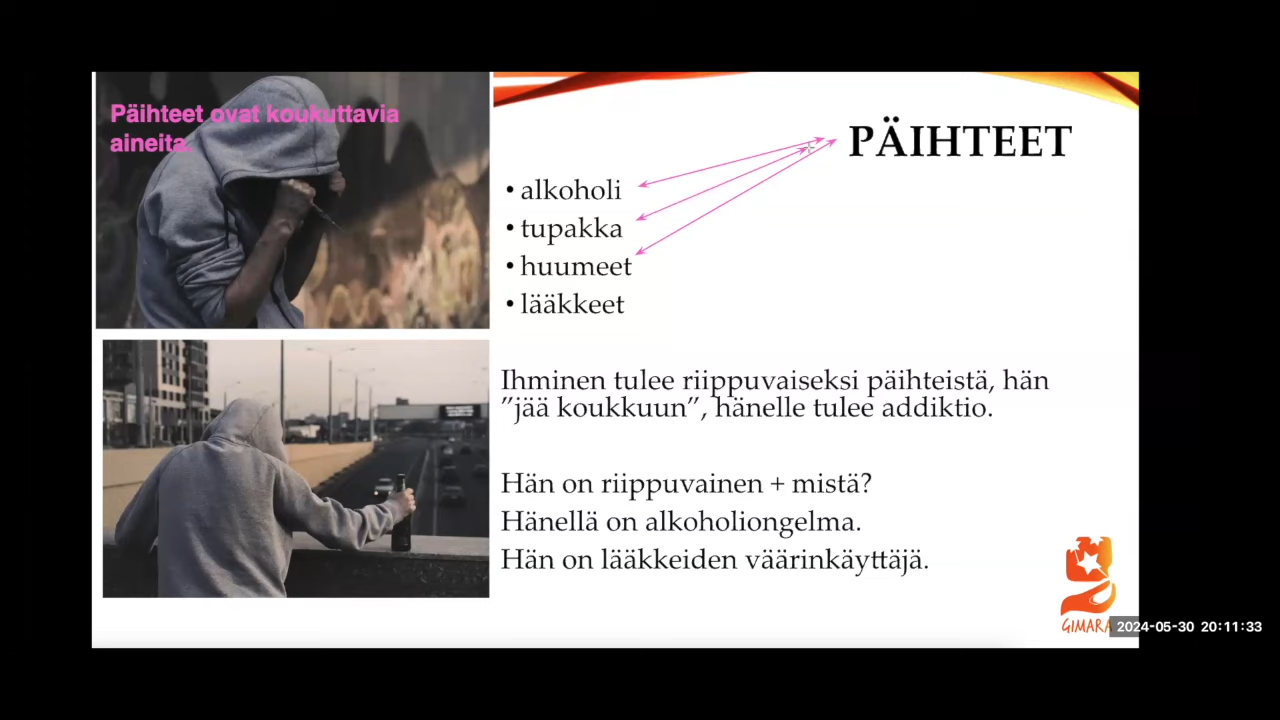 Päihteet ovat koukuttavia
aineita.
PÄIHTEET
• alkoholi
• tupakka
• huumeet
• lääkkeet
Ihminen tulee riippuvaiseksi päihteistä, hän
”jää koukkuun”, hänelle tulee addiktio.
Hän on riippuvainen + mistä?
Hänellä on alkoholiongelma.
Hän on lääkkeiden väärinkäyttäjä.
GIMARA
2024-05-30 20:11:33